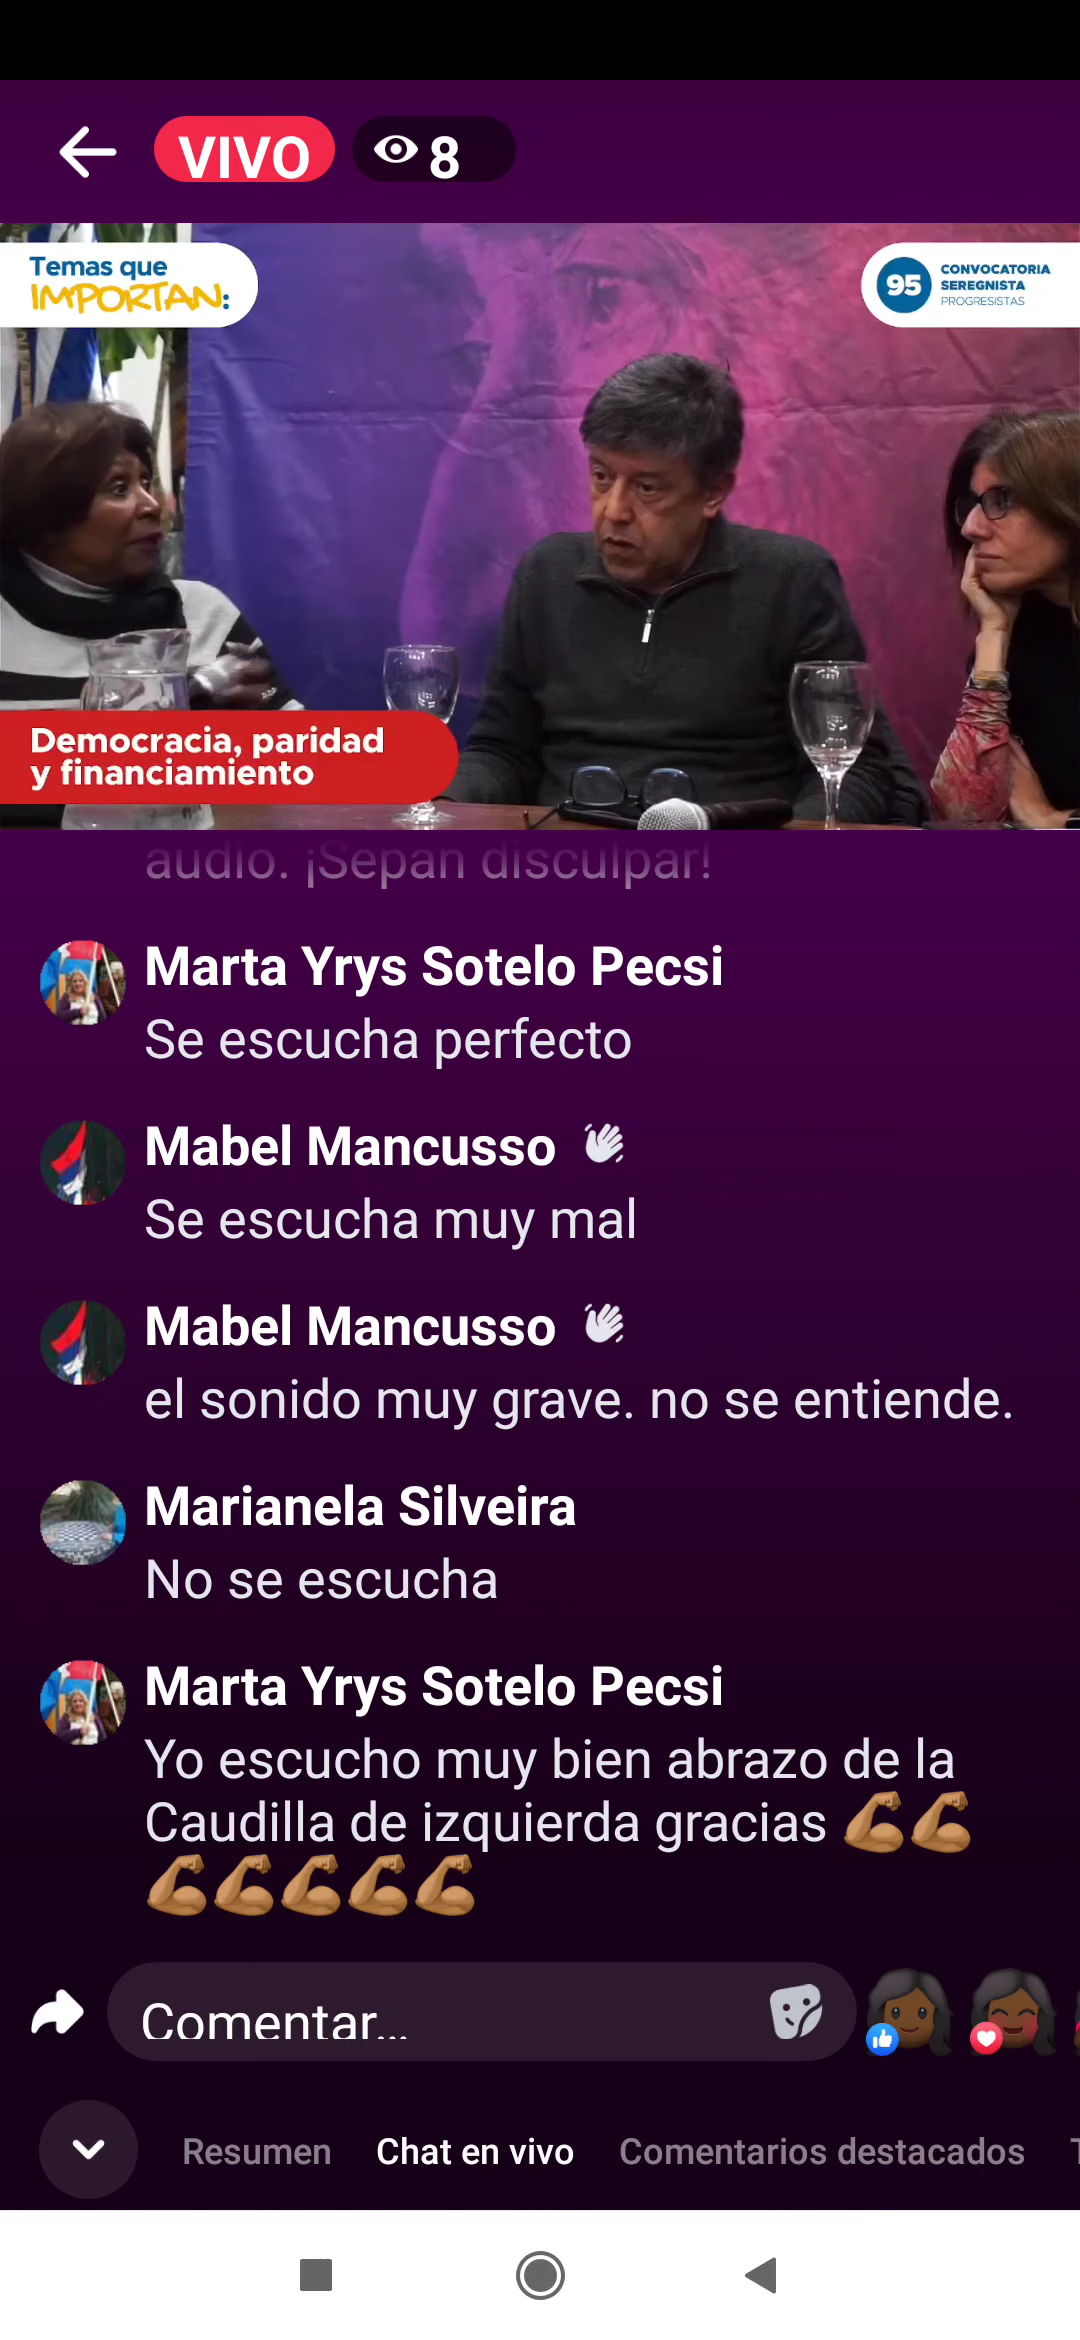 VIVO
8
Temas que
IMPORTAN:
95
CONVOCATORIA
SEREGNISTA
PROGRESISTAS
Democracia, paridad
y financiamiento
audio. ¡Sepan disculpar!
Marta Yrys Sotelo Pecsi
Se escucha perfecto
Mabel Mancusso 👋
Se escucha muy mal
Mabel Mancusso 👋
el sonido muy grave. no se entiende.
Marianela Silveira
No se escucha
Marta Yrys Sotelo Pecsi
Yo escucho muy bien abrazo de la
Caudilla de izquierda gracias 💪🏽💪🏽
💪🏽💪🏽💪🏽💪🏽💪🏽
Comentar...
Resumen
Chat en vivo
Comentarios destacados